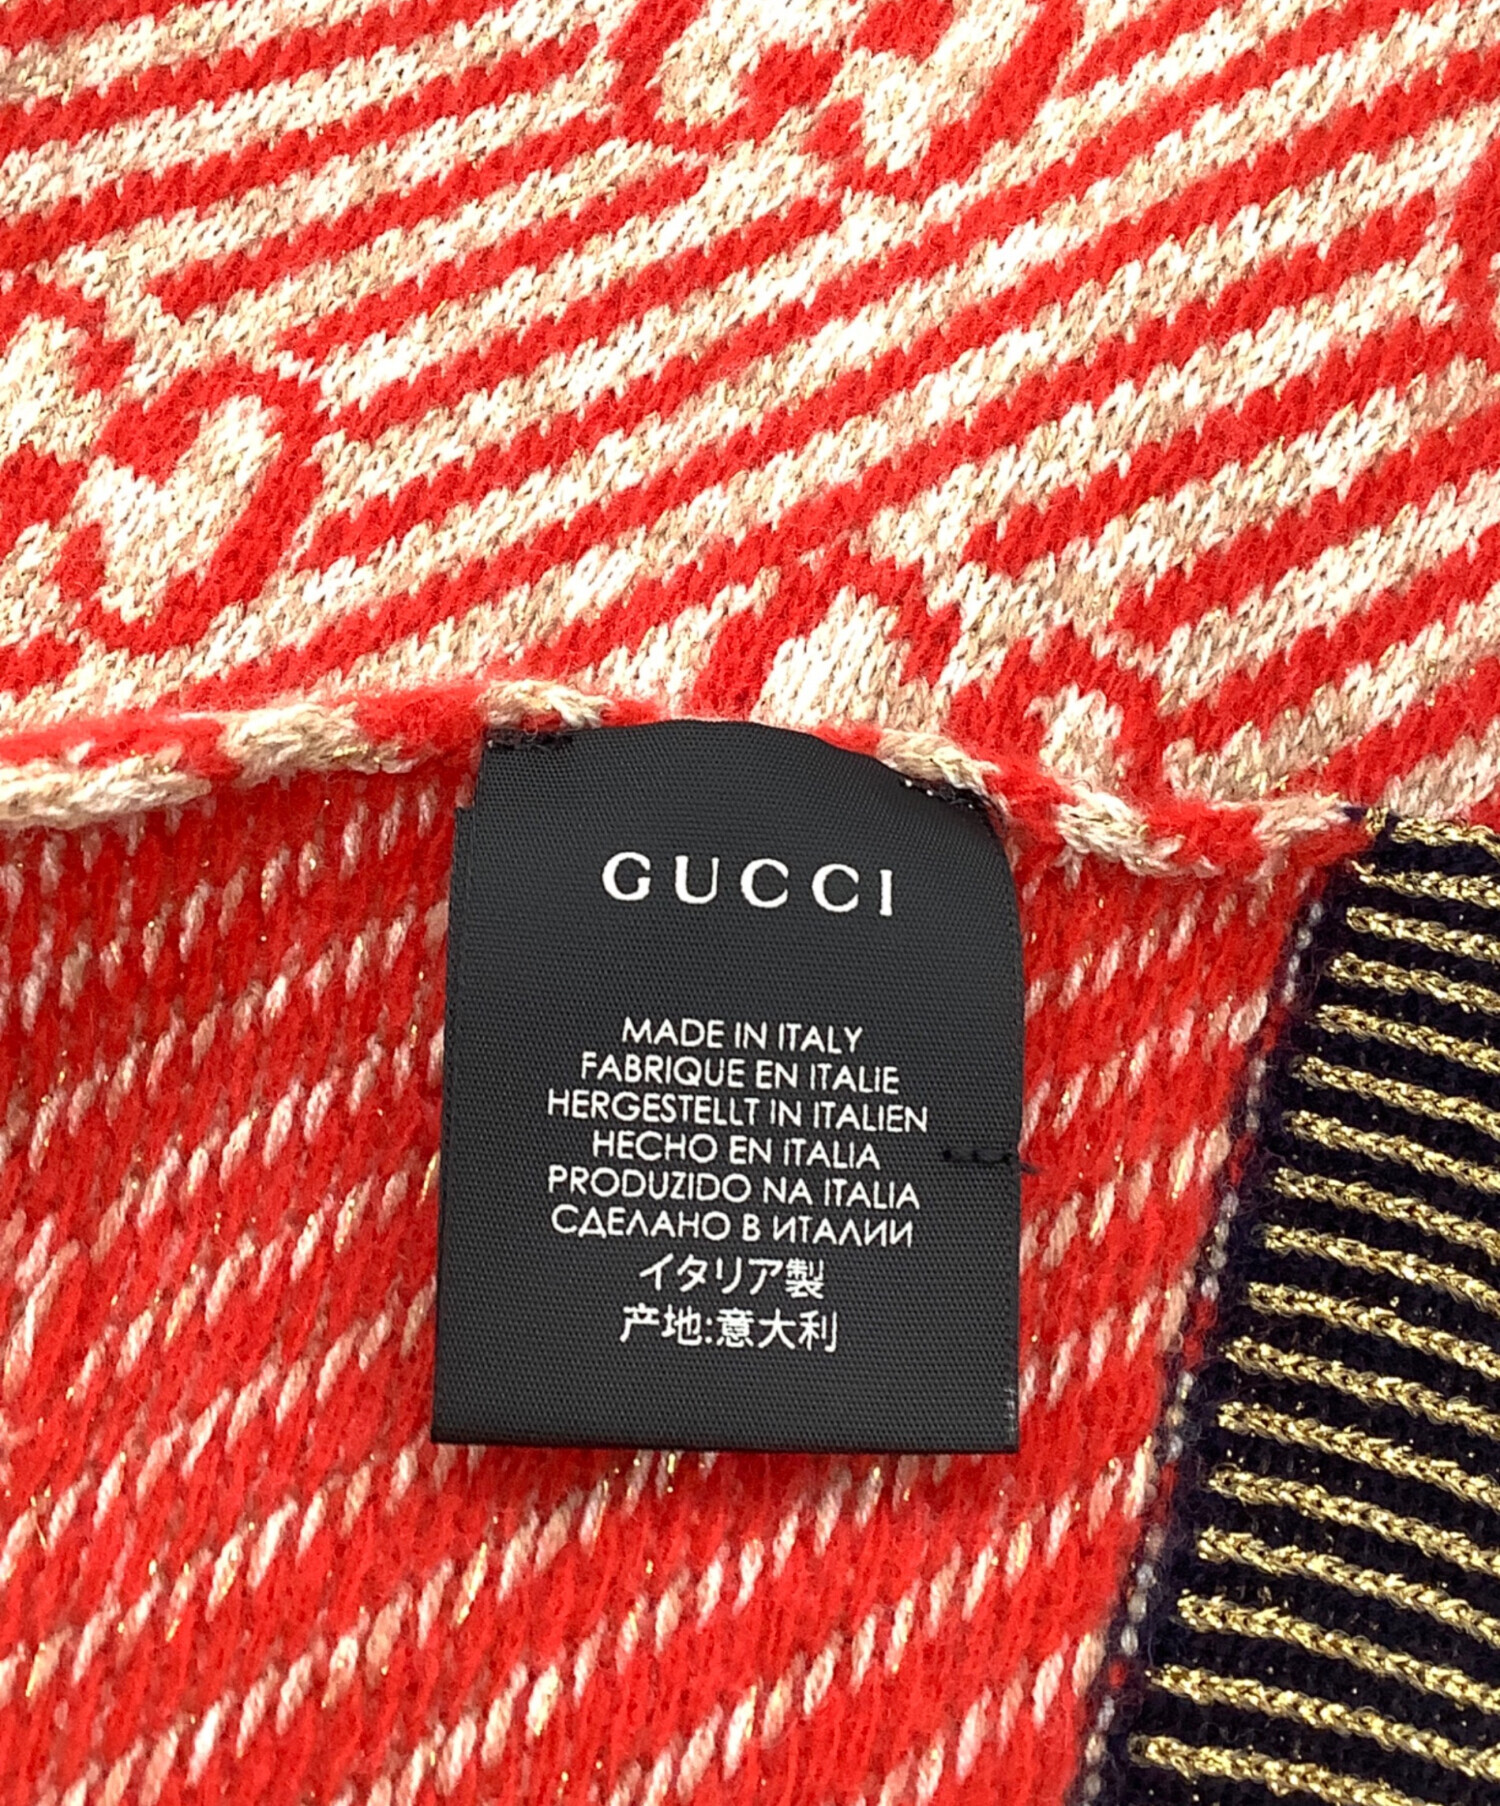 GUCCI
MADE IN ITALY
FABRIQUE EN ITALIE
HERGESTELLT IN ITALIEN
HECHO EN ITALIA
PRODUZIDO NA ITALIA
СДЕЛАНО В ИТАЛИИ
イタリア製
产地:意大利